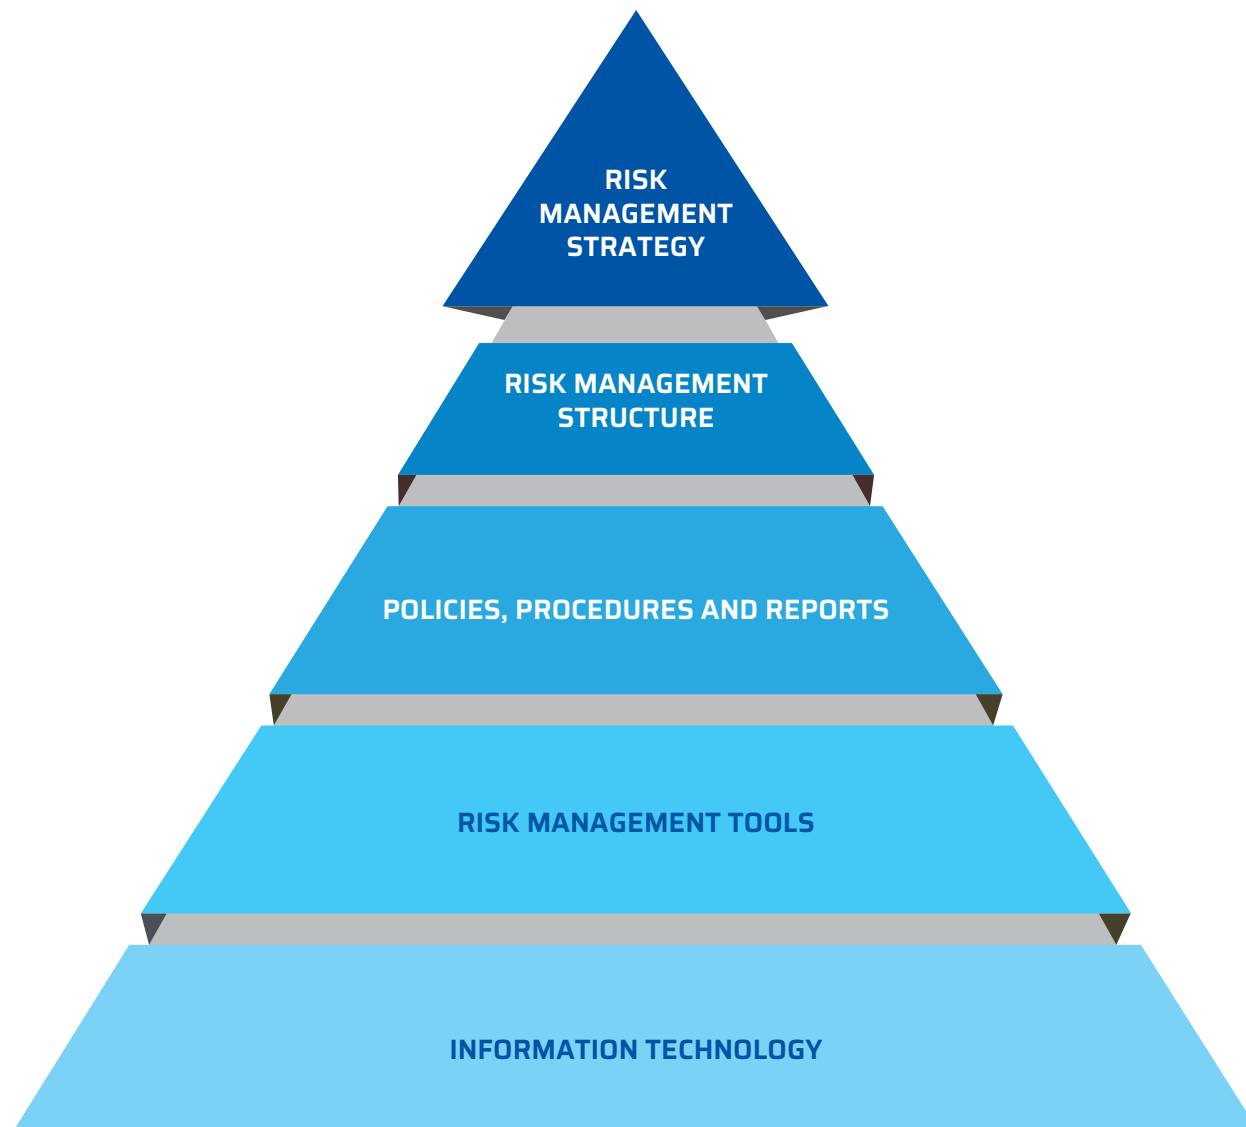 RISK
MANAGEMENT
STRATEGY
RISK MANAGEMENT
STRUCTURE
POLICIES, PROCEDURES AND REPORTS
RISK MANAGEMENT TOOLS
INFORMATION TECHNOLOGY